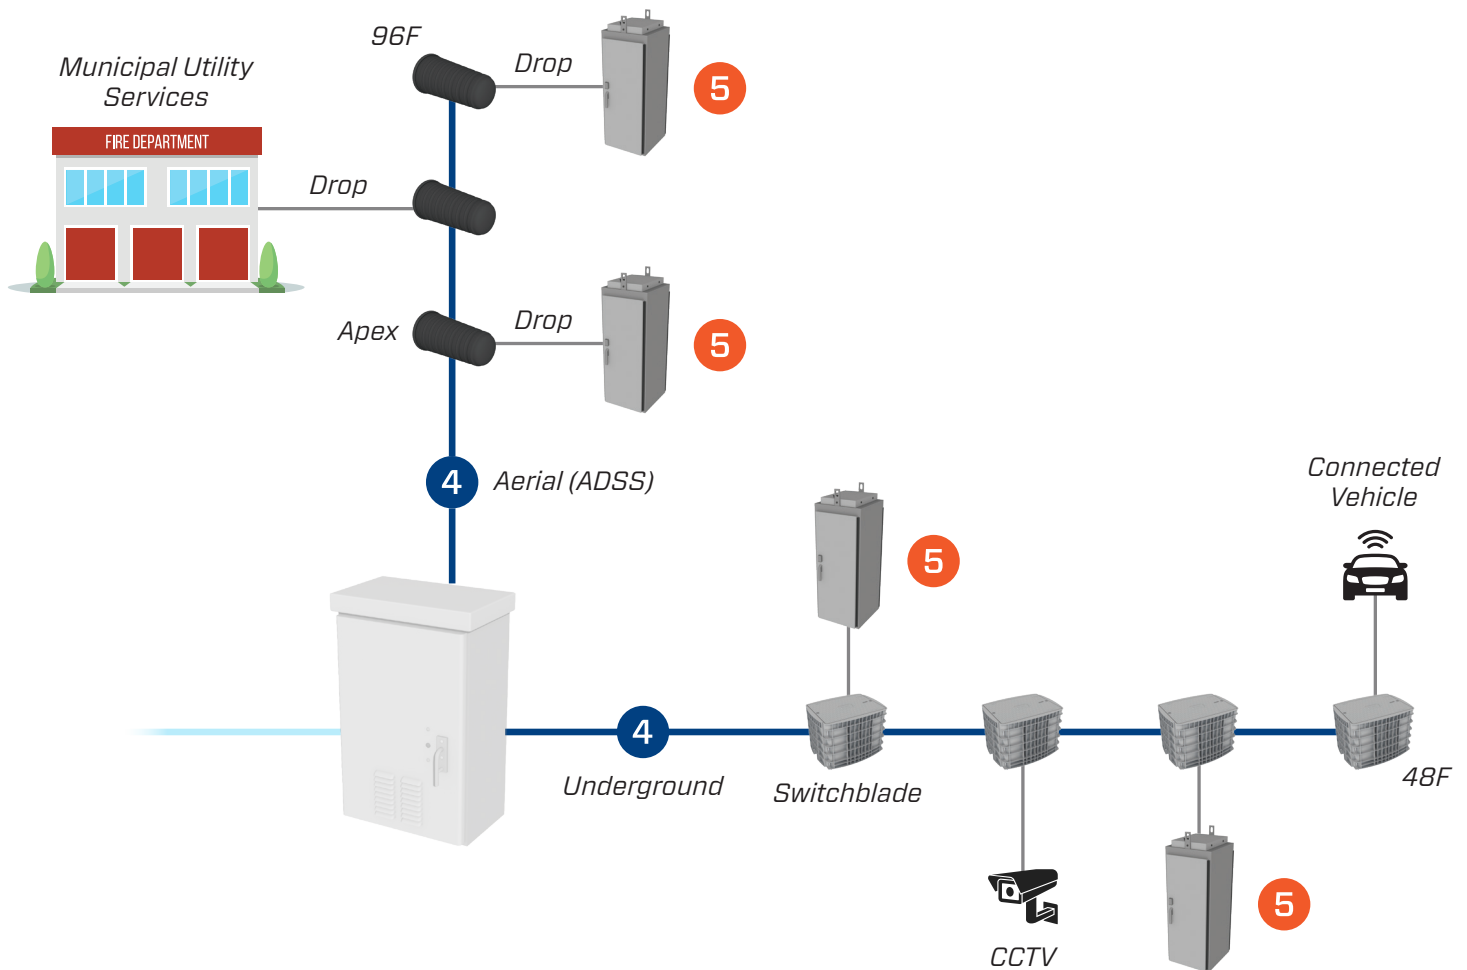 96F
Drop
5
Municipal Utility
Services
FIRE DEPARTMENT
Drop
Apex
Drop
5
4
Aerial (ADSS)
Connected
Vehicle
5
4
Underground
Switchblade
48F
CCTV
5